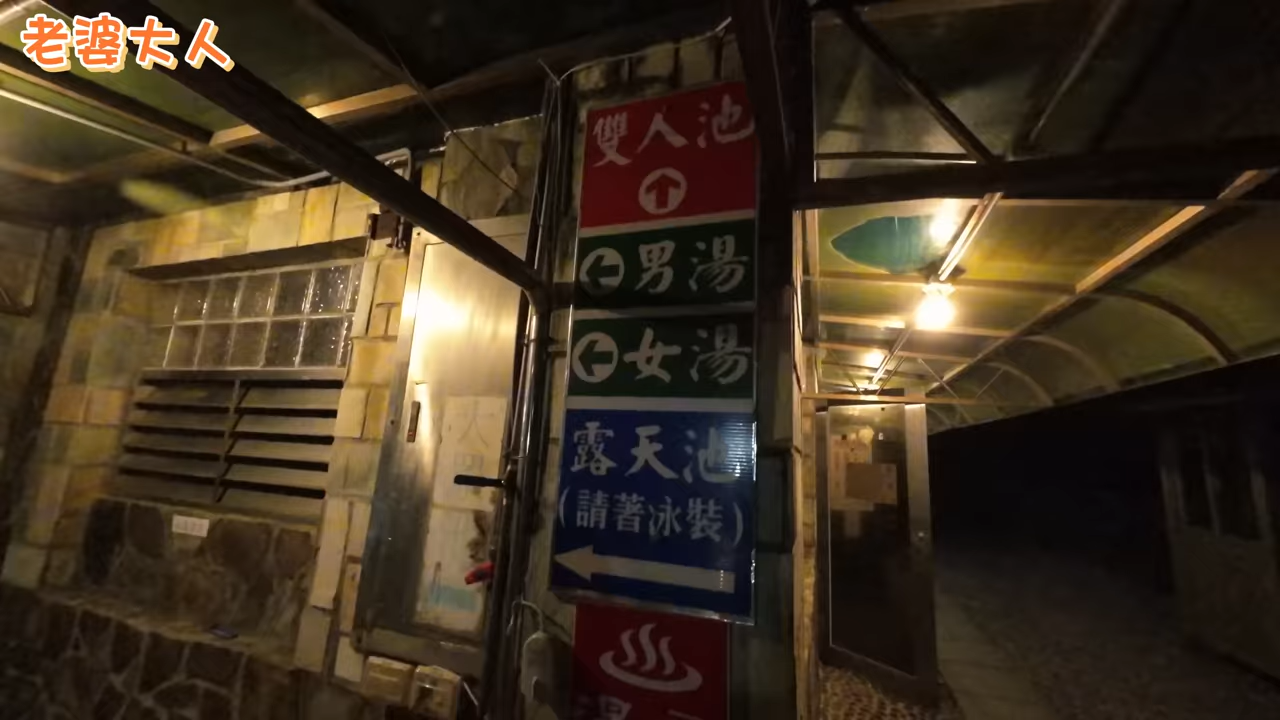 老婆大人
雙人池
男湯
女湯
露天池
(請著泳裝)